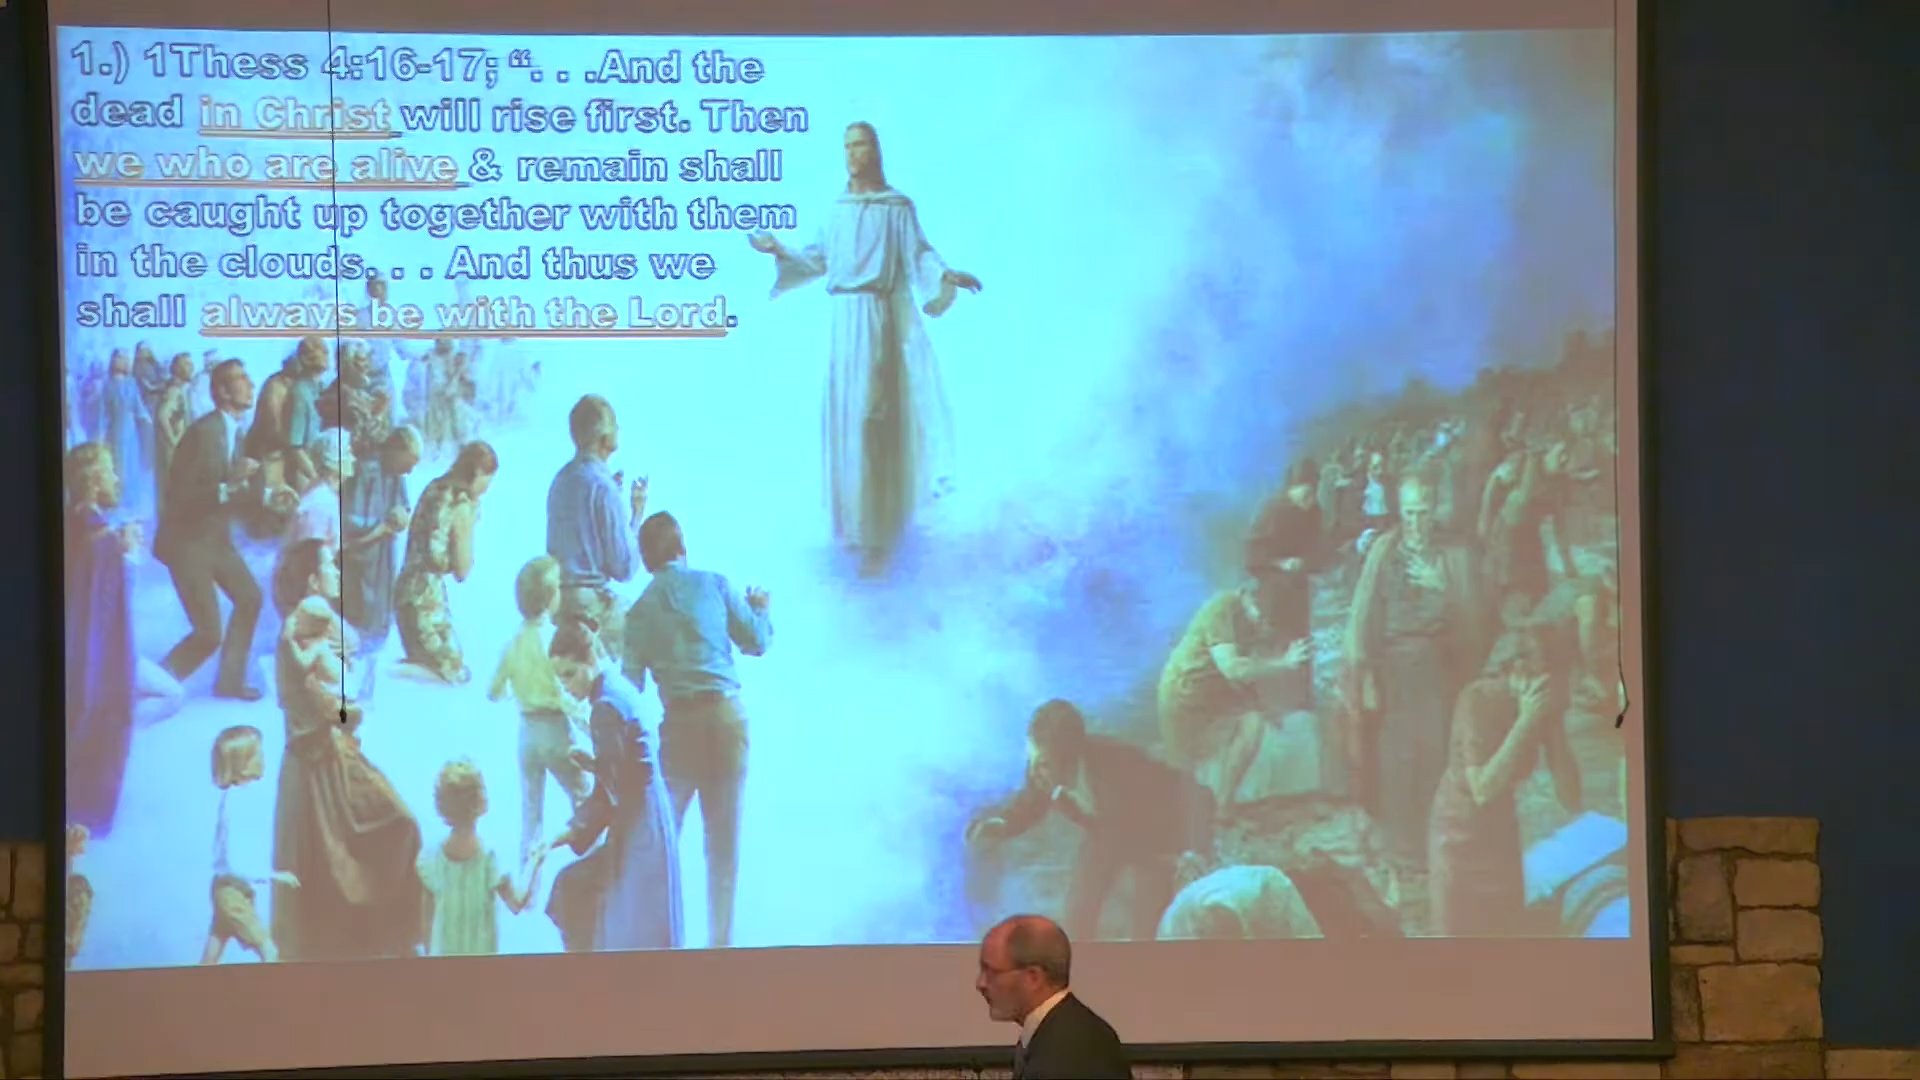 1.) 1Thess 4:16-17; “. . .And the
dead in Christ will rise first. Then
we who are alive & remain shall
be caught up together with them
in the clouds. . . And thus we
shall always be with the Lord.